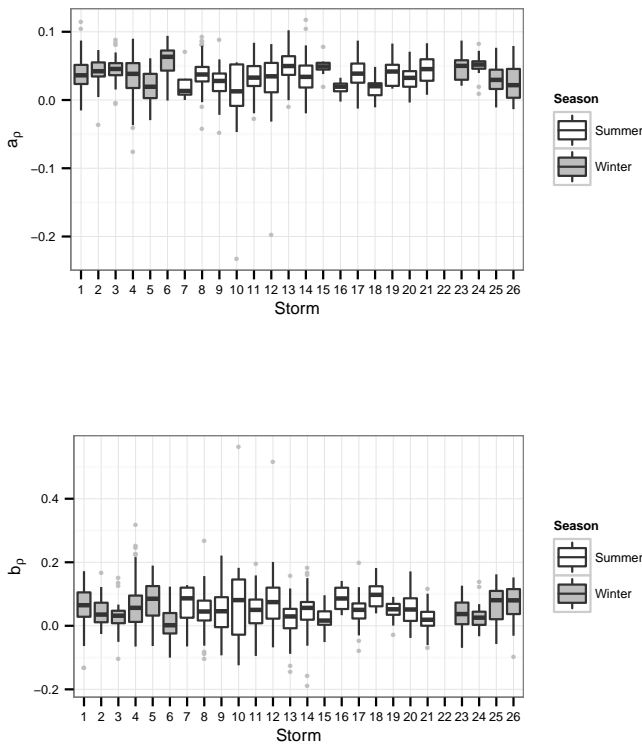 0.1
0.0
−0.1
−0.2
aρ
1 2 3 4 5 6 7 8 9 10 11 12 13 14 15 16 17 18 19 20 21 22 23 24 25 26
Storm
Season
Summer
Winter
0.4
0.2
0.0
−0.2
bρ
1 2 3 4 5 6 7 8 9 10 11 12 13 14 15 16 17 18 19 20 21 22 23 24 25 26
Storm
Season
Summer
Winter